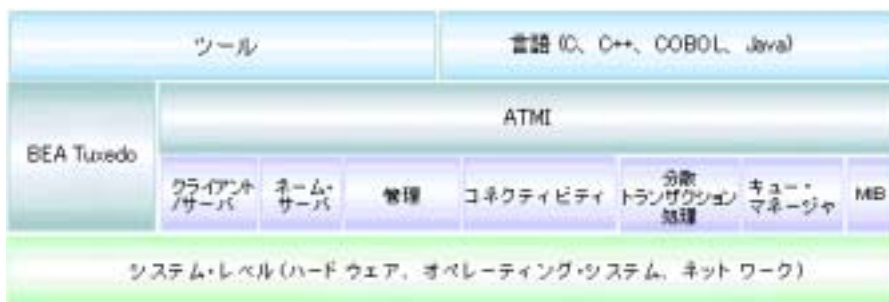 ツール
言語 (C、C++、COBOL、Java)
BEA Tuxedo
ATMI
クライアント
/サーバ
ネーム・
サーバ
管理
コネクティビティ
分散
トランザクション
処理
キュー・
マネージャ
MIB
システム・レベル(ハード ウェア、オペレーティング・システム、ネット ワーク)